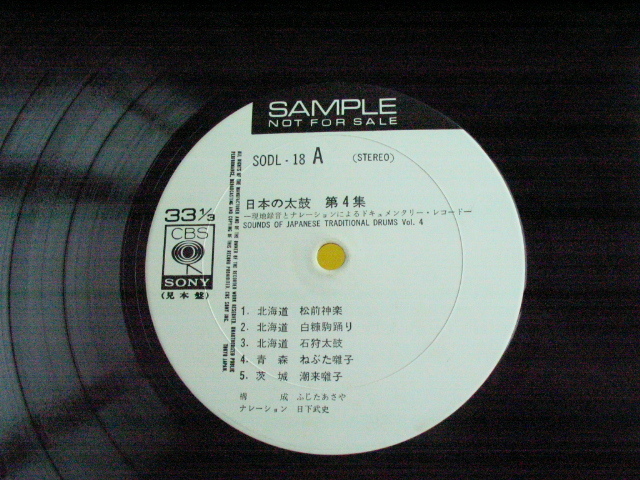 SAMPLE
NOT FOR SALE
SODL-18 A (STEREO)
日本の太鼓 第4集
―現地録音とナレーションによるドキュメンタリー・レコード―
SOUNDS OF JAPANESE TRADITIONAL DRUMS Vol. 4
33 1/3
CBS
SONY
(見本盤)
1. 北海道 松前神楽
2. 北海道 白糠駒踊り
3. 北海道 石狩太鼓
4. 青森 ねぶた囃子
5. 茨城 潮来囃子
構成 ふじたあさや
ナレーション 日下武史